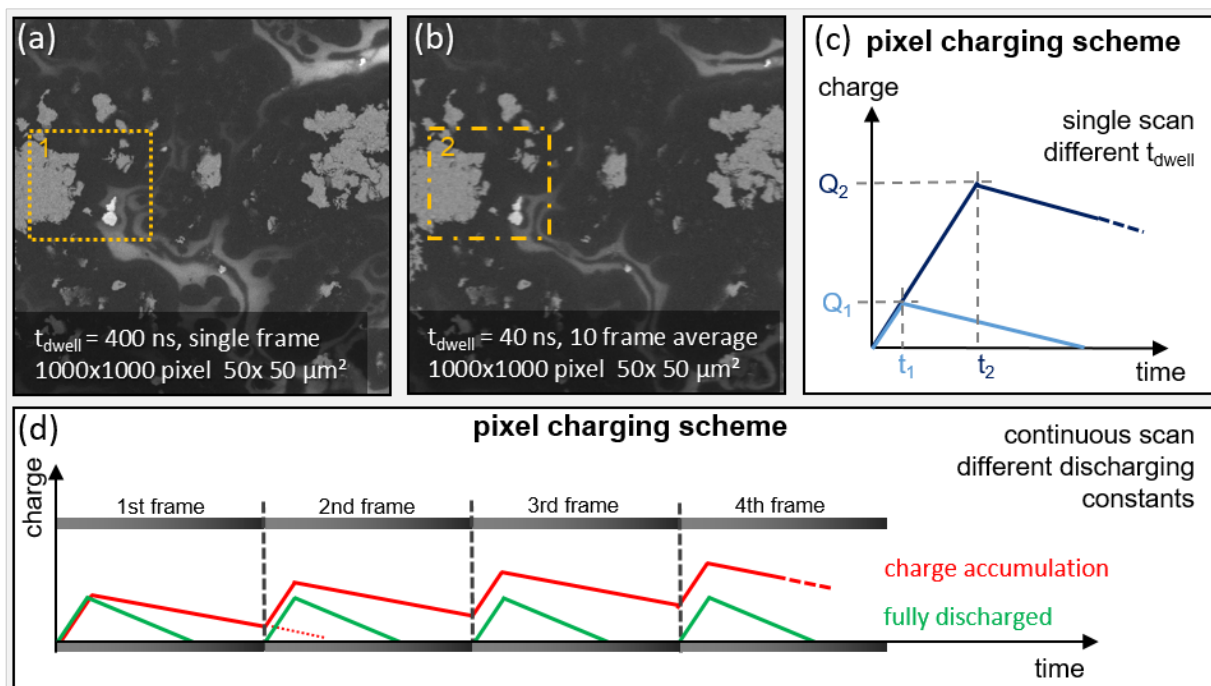 (a)
1
t_dwell = 400 ns, single frame
1000x1000 pixel 50x 50 µm²
(b)
2
t_dwell = 40 ns, 10 frame average
1000x1000 pixel 50x 50 µm²
(c) pixel charging scheme
charge
single scan
different t_dwell
Q₂
Q₁
t₁
t₂
time
(d)
pixel charging scheme
continuous scan
different discharging
constants
charge
1st frame
2nd frame
3rd frame
4th frame
charge accumulation
fully discharged
time